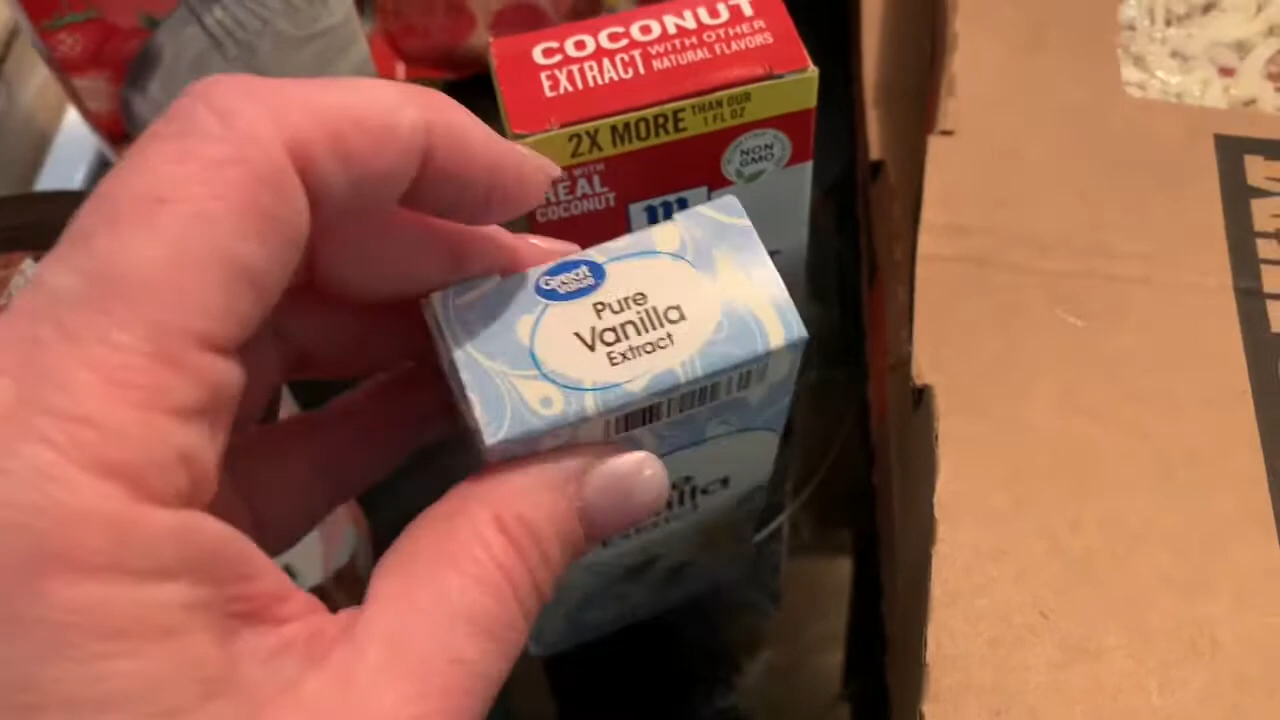 COCONUT
EXTRACT WITH OTHER
NATURAL FLAVORS
2X MORE THAN OUR
1 FL OZ
NON
GMO
WITH
REAL
COCONUT
m
Great
Value
Pure
Vanilla
Extract